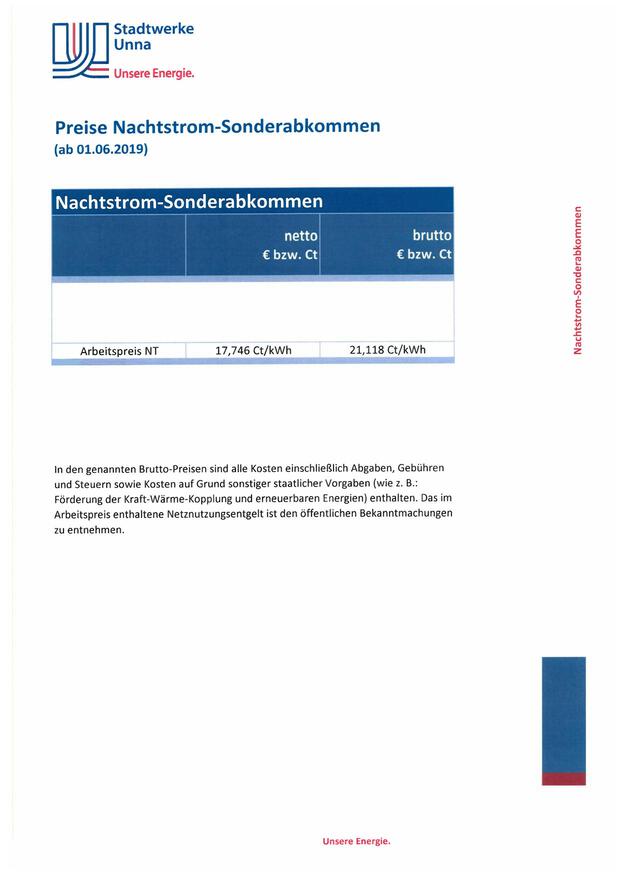 Stadtwerke
Unna
Unsere Energie.
Preise Nachtstrom-Sonderabkommen
(ab 01.06.2019)
Nachtstrom-Sonderabkommen
netto brutto
€ bzw. Ct € bzw. Ct
Arbeitspreis NT 17,746 Ct/kWh 21,118 Ct/kWh
In den genannten Brutto-Preisen sind alle Kosten einschließlich Abgaben, Gebühren
und Steuern sowie Kosten auf Grund sonstiger staatlicher Vorgaben (wie z. B.:
Förderung der Kraft-Wärme-Kopplung und erneuerbaren Energien) enthalten. Das im
Arbeitspreis enthaltene Netznutzungsentgelt ist den öffentlichen Bekanntmachungen
zu entnehmen.
Nachtstrom-Sonderabkommen
Unsere Energie.